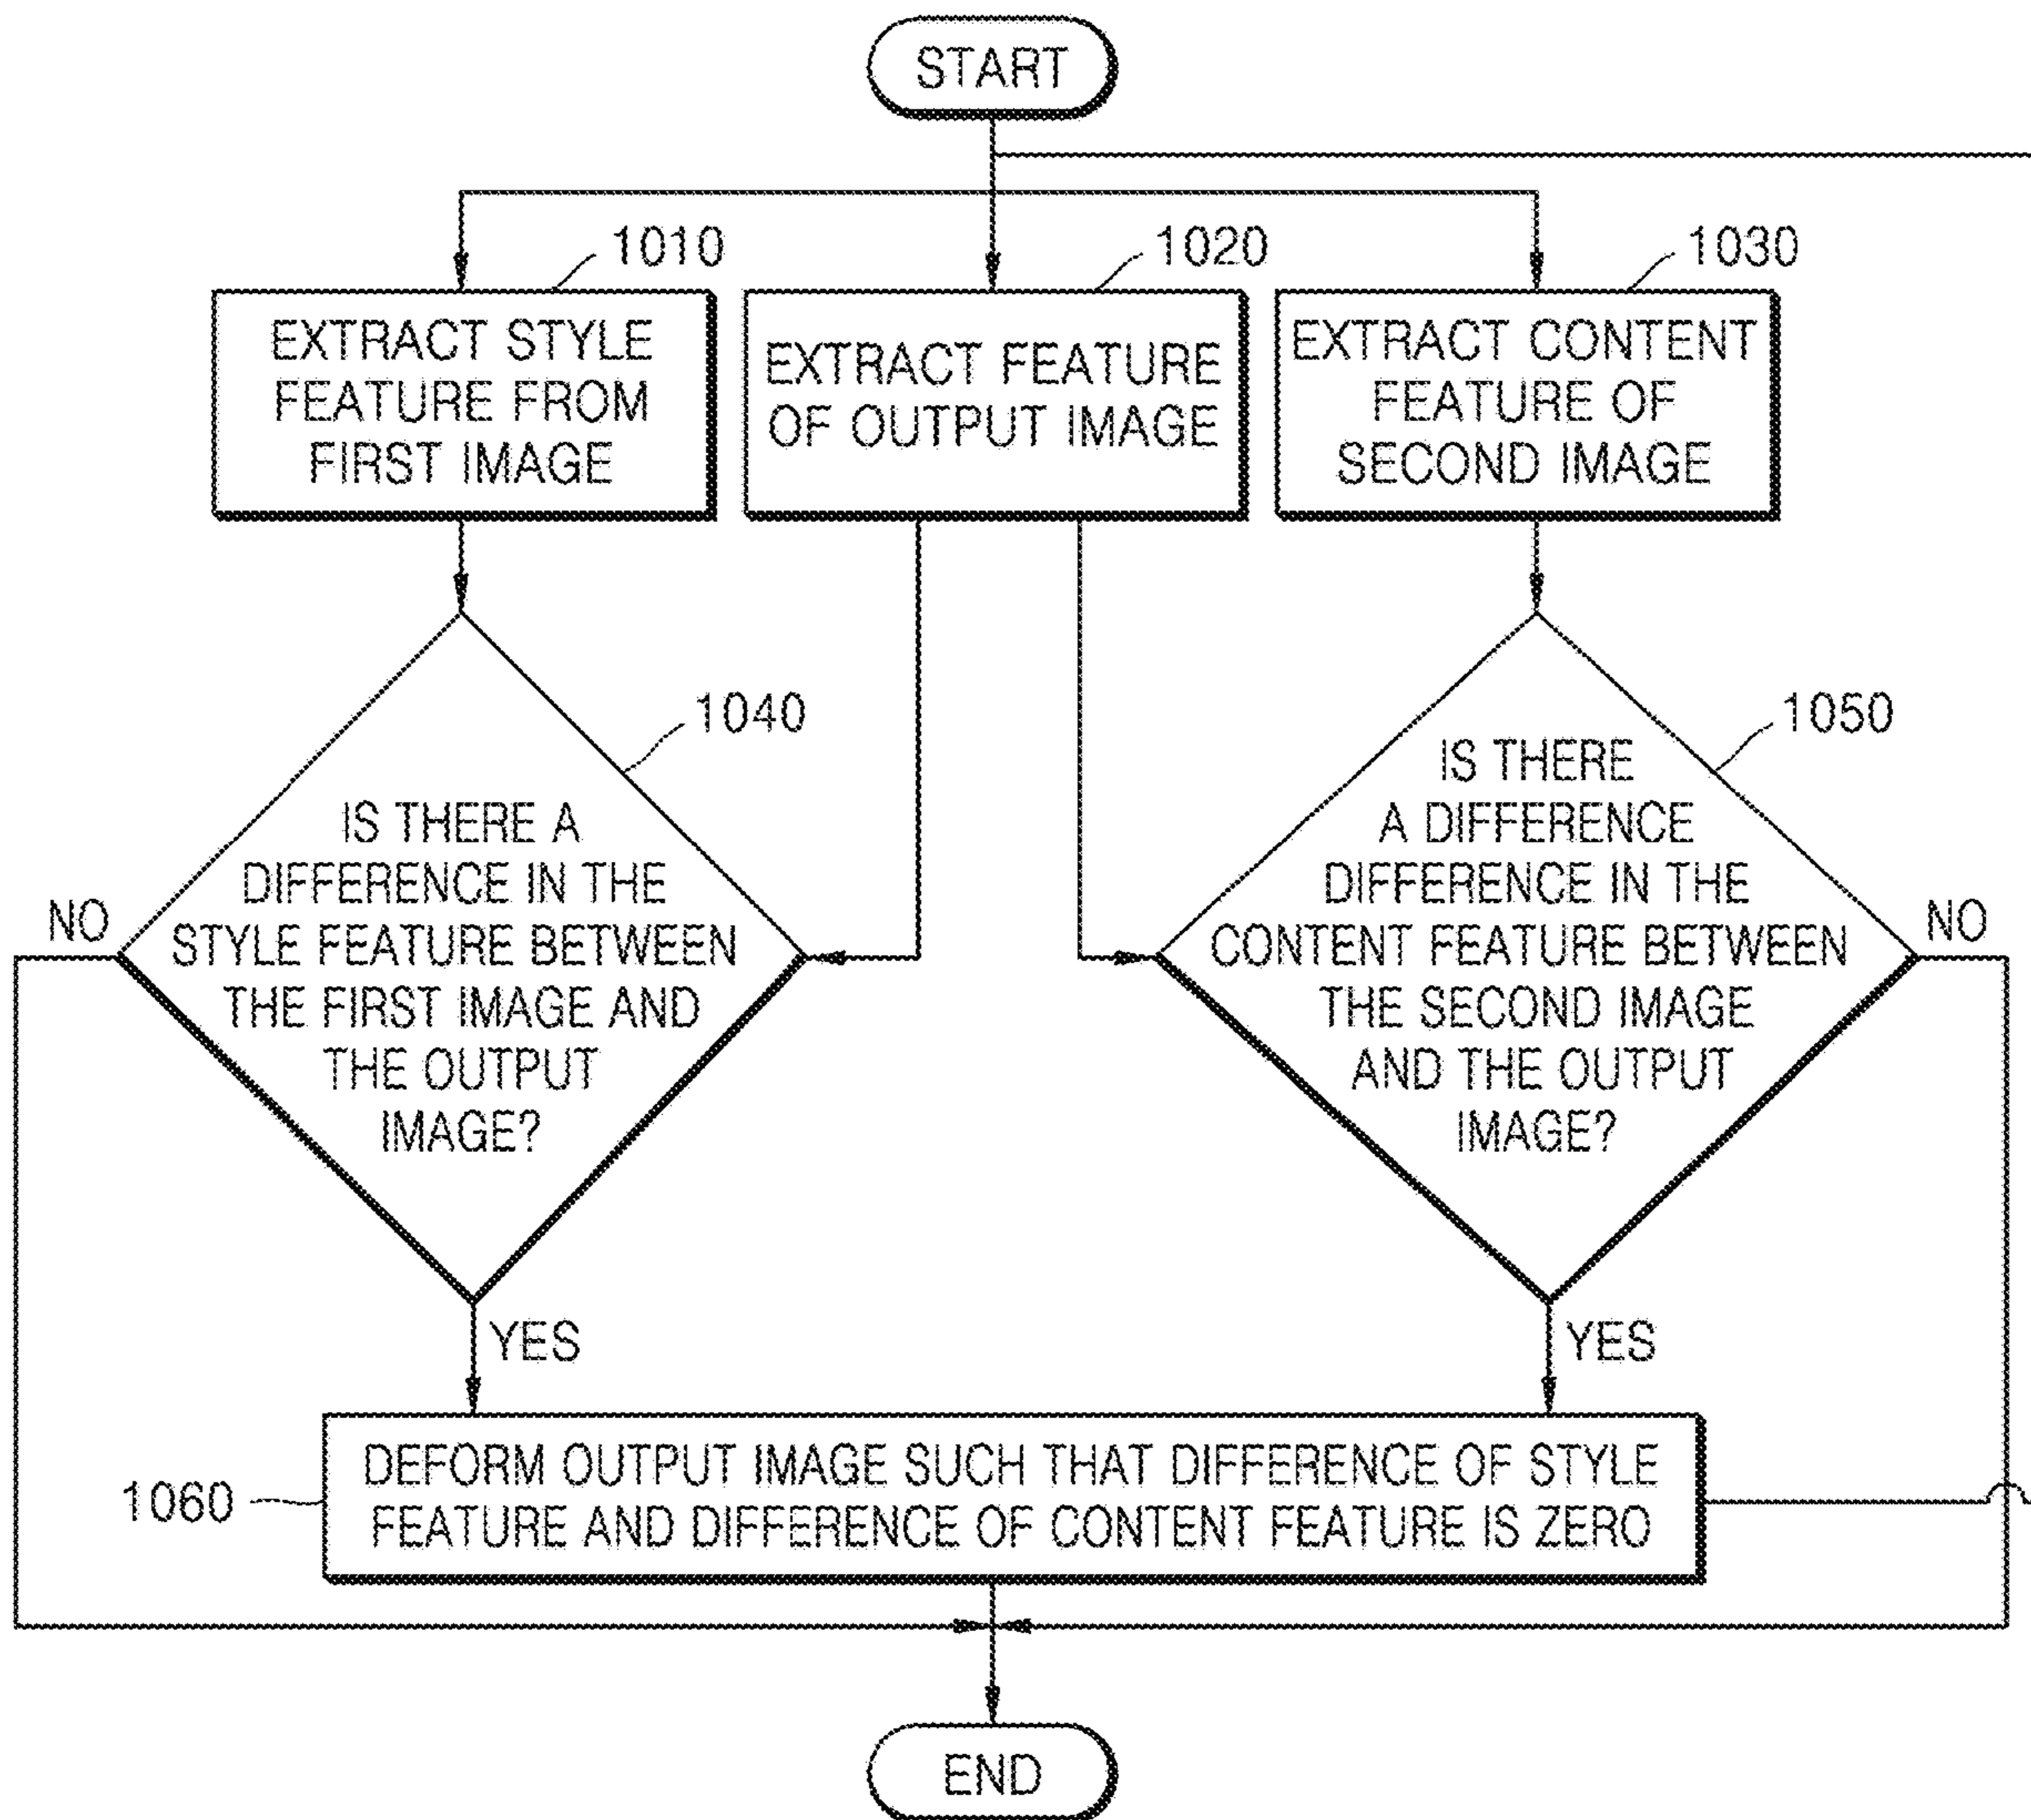 START
1010
EXTRACT STYLE
FEATURE FROM
FIRST IMAGE
1020
EXTRACT FEATURE
OF OUTPUT IMAGE
1030
EXTRACT CONTENT
FEATURE OF
SECOND IMAGE
1040
IS THERE A
DIFFERENCE IN THE
STYLE FEATURE BETWEEN
THE FIRST IMAGE AND
THE OUTPUT
IMAGE?
NO
YES
1050
IS THERE
A DIFFERENCE
DIFFERENCE IN THE
CONTENT FEATURE BETWEEN
THE SECOND IMAGE
AND THE OUTPUT
IMAGE?
NO
YES
1060
DEFORM OUTPUT IMAGE SUCH THAT DIFFERENCE OF STYLE
FEATURE AND DIFFERENCE OF CONTENT FEATURE IS ZERO
END